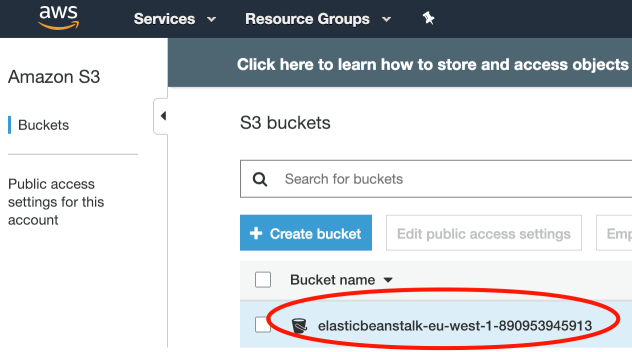 aws Services Resource Groups
Click here to learn how to store and access objects
Amazon S3
Buckets
Public access
settings for this
account
S3 buckets
Search for buckets
+ Create bucket Edit public access settings Emp
Bucket name
elasticbeanstalk-eu-west-1-890953945913